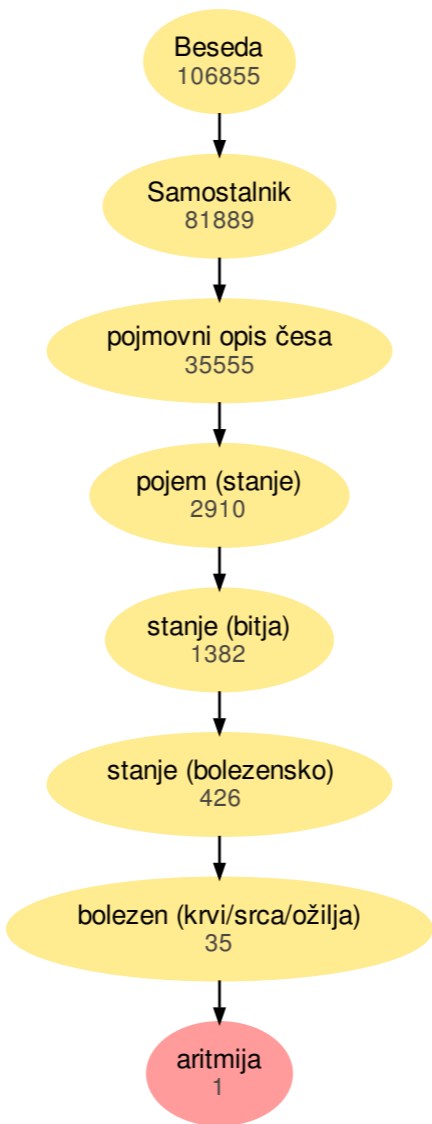 Beseda
106855
Samostalnik
81889
pojmovni opis česa
35555
pojem (stanje)
2910
stanje (bitja)
1382
stanje (bolezensko)
426
bolezen (krvi/srca/ožilja)
35
aritmija
1